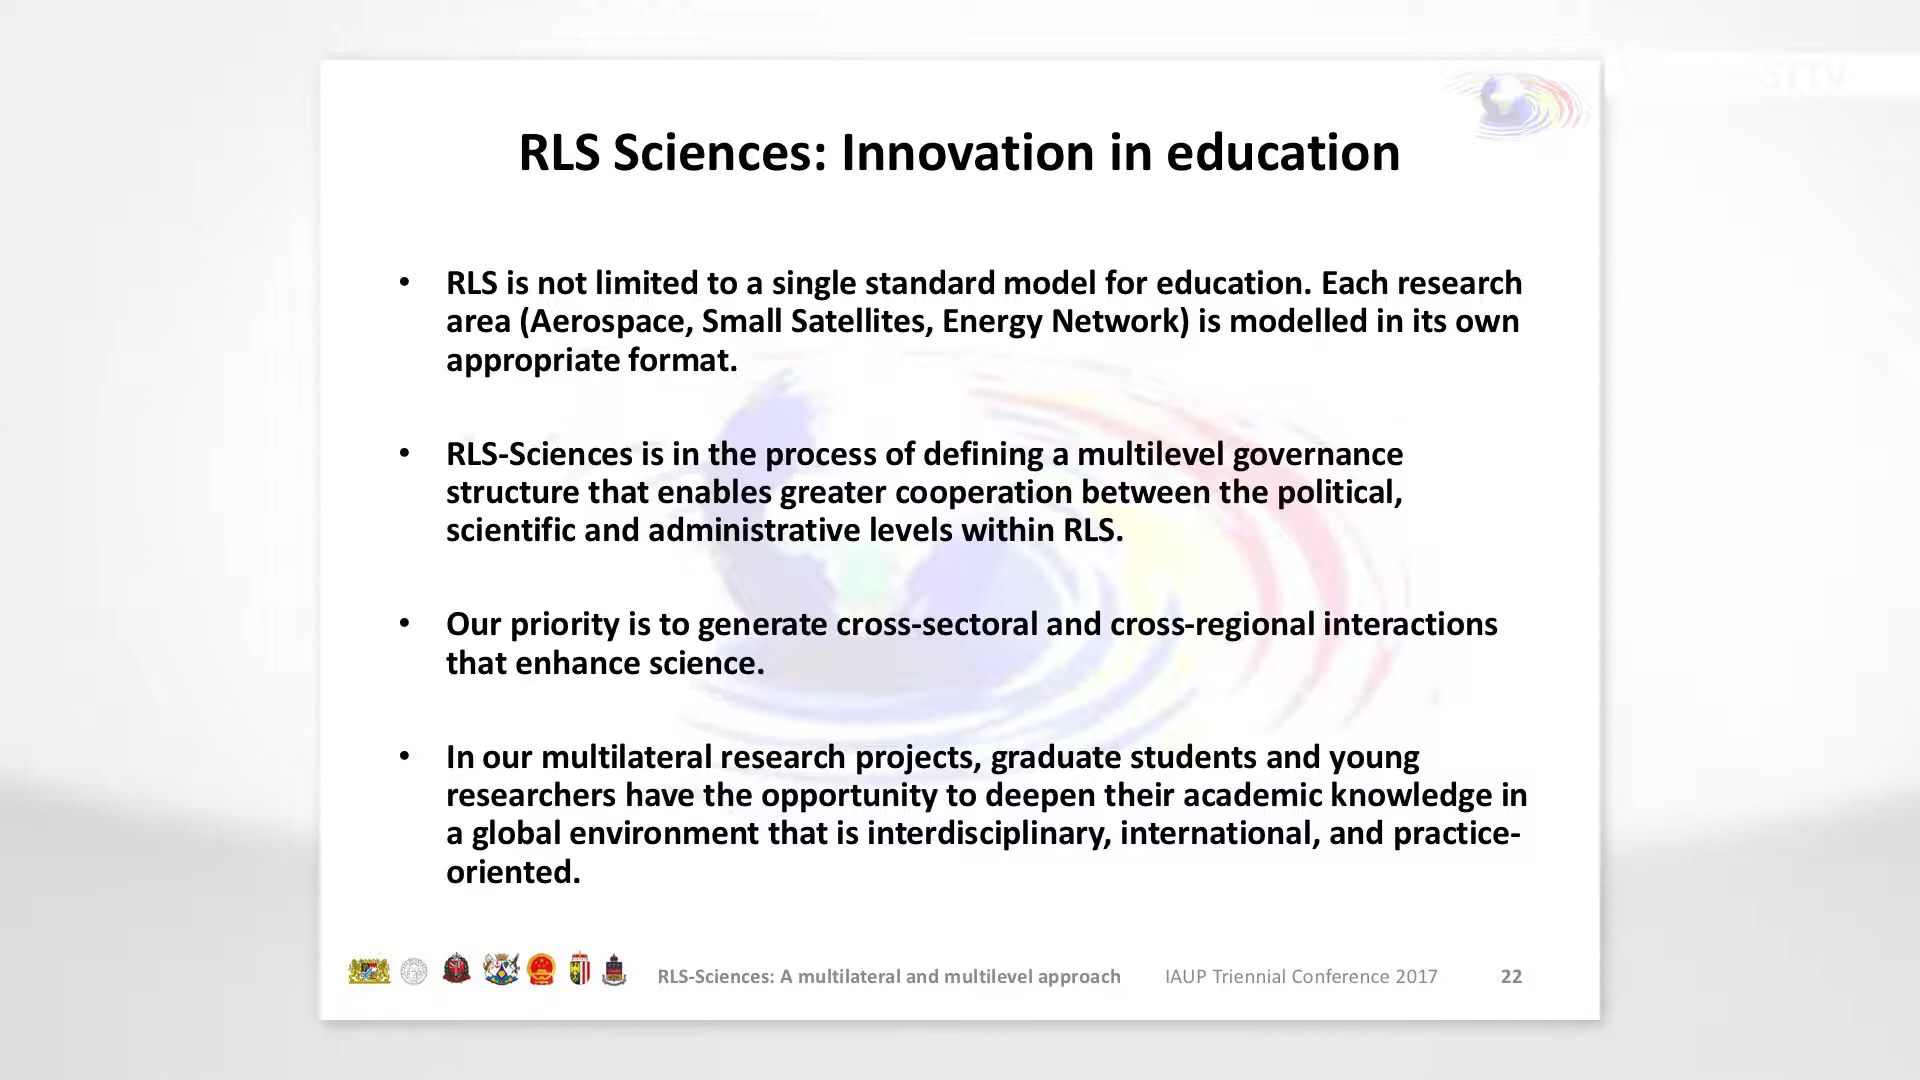 RLS Sciences: Innovation in education
• RLS is not limited to a single standard model for education. Each research
area (Aerospace, Small Satellites, Energy Network) is modelled in its own
appropriate format.
• RLS-Sciences is in the process of defining a multilevel governance
structure that enables greater cooperation between the political,
scientific and administrative levels within RLS.
• Our priority is to generate cross-sectoral and cross-regional interactions
that enhance science.
• In our multilateral research projects, graduate students and young
researchers have the opportunity to deepen their academic knowledge in
a global environment that is interdisciplinary, international, and practice-
oriented.
RLS-Sciences: A multilateral and multilevel approach IAUP Triennial Conference 2017 22